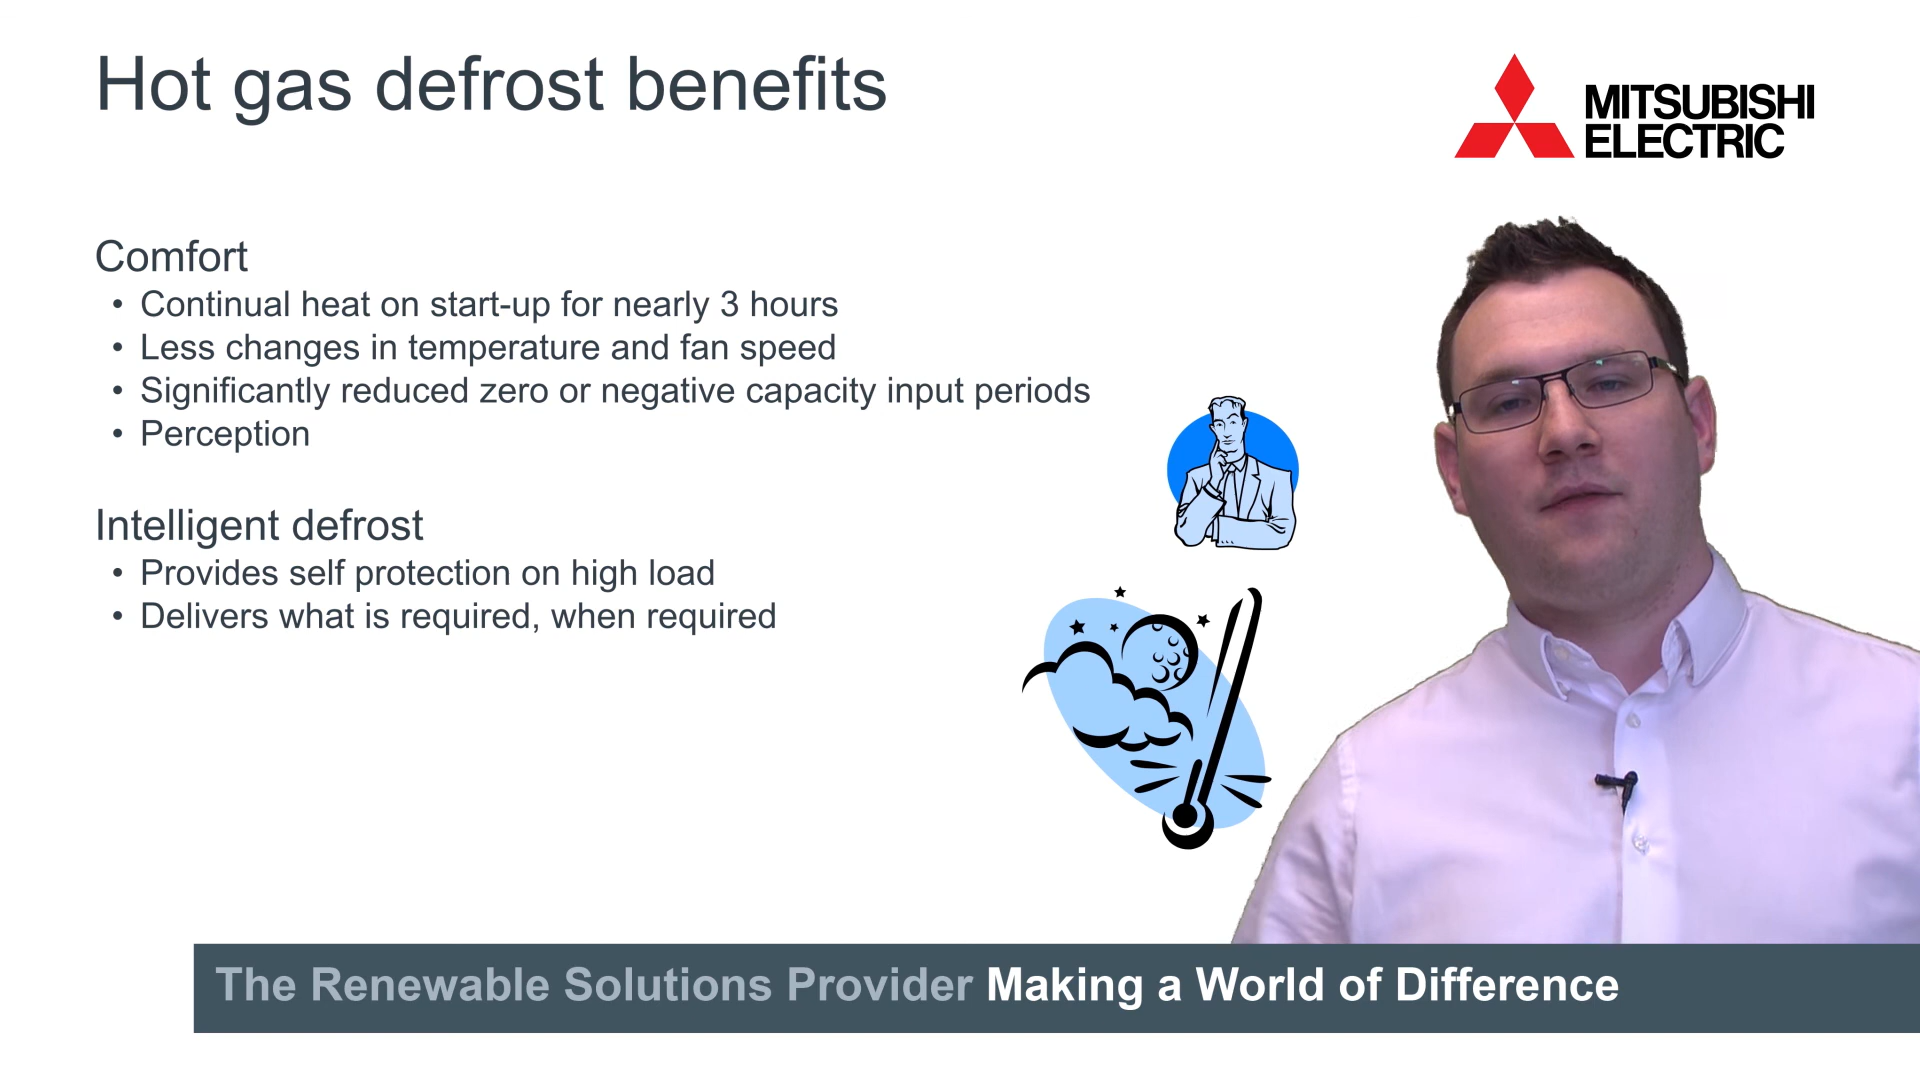 Hot gas defrost benefits
MITSUBISHI
ELECTRIC
Comfort
• Continual heat on start-up for nearly 3 hours
• Less changes in temperature and fan speed
• Significantly reduced zero or negative capacity input periods
• Perception
Intelligent defrost
• Provides self protection on high load
• Delivers what is required, when required
The Renewable Solutions Provider Making a World of Difference